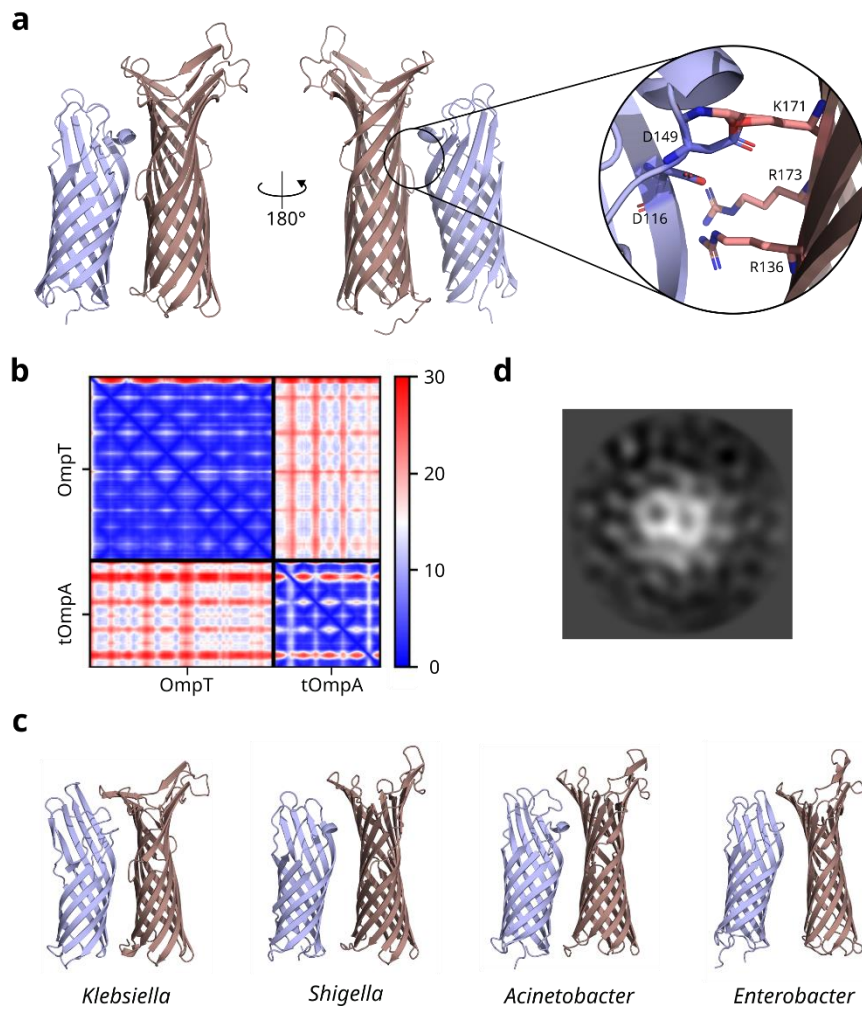 a
180°
D149
K171
R173
D116
R136
b
30
20
10
0
OmpT
tOmpA
OmpT
tOmpA
d
c
Klebsiella
Shigella
Acinetobacter
Enterobacter